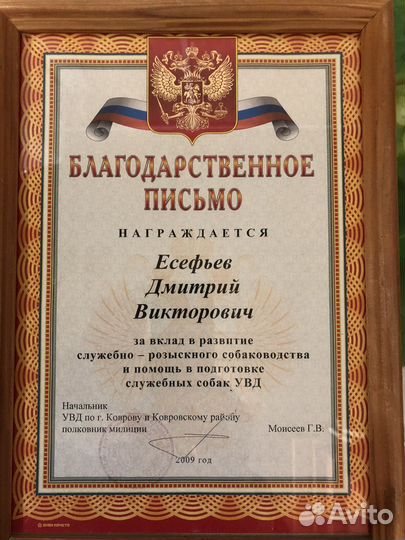 БЛАГОДАРСТВЕННОЕ
ПИСЬМО
НАГРАЖДАЕТСЯ
Есефьев
Дмитрий
Викторович
за вклад в развитие
служебно – розыскного собаководства
и помощь в подготовке
служебных собак УВД
Начальник
УВД по г. Коврову и Ковровскому району
полковник милиции Моисеев Г.В.
2009 год
Avito